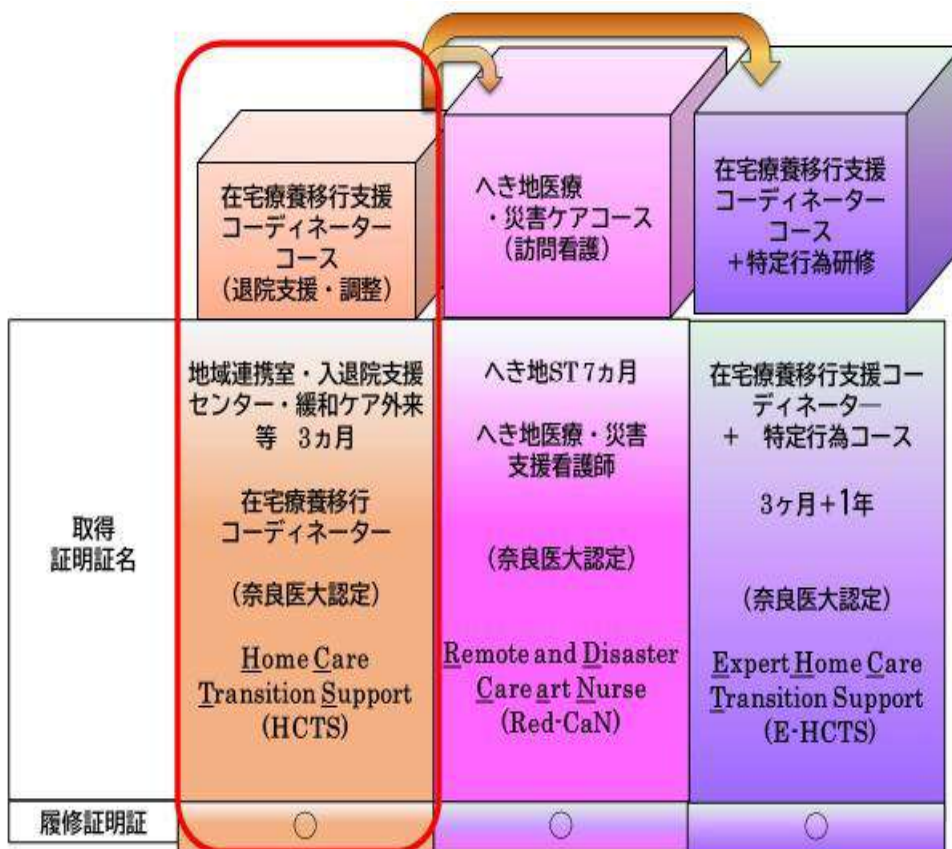 在宅療養移行支援
コーディネーター
コース
(退院支援・調整)
へき地医療
・災害ケアコース
(訪問看護)
在宅療養移行支援
コーディネーター
コース
+特定行為研修
取得
証明証名
地域連携室・入退院支援
センター・緩和ケア外来
等 3ヵ月
在宅療養移行
コーディネーター
(奈良医大認定)
Home Care
Transition Support
(HCTS)
へき地ST 7ヵ月
へき地医療・災害
支援看護師
(奈良医大認定)
Remote and Disaster
Care art Nurse
(Red-CaN)
在宅療養移行支援コー
ディネータ―
+ 特定行為コース
3ヶ月+1年
(奈良医大認定)
Expert Home Care
Transition Support
(E-HCTS)
履修証明証
○
○
○